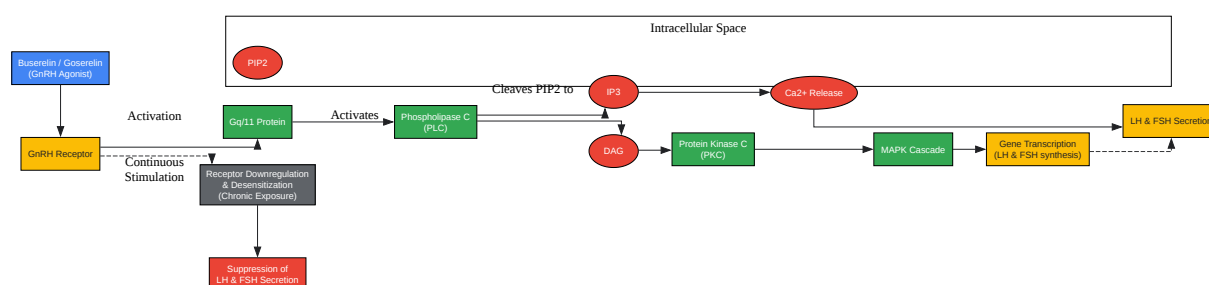 Intracellular Space
Buserelin / Goserelin
(GnRH Agonist)
PIP2
Cleaves PIP2 to
IP3
Ca2+ Release
Activation
Gq/11 Protein
Activates
Phospholipase C
(PLC)
LH & FSH Secretion
GnRH Receptor
Continuous
Stimulation
DAG
Protein Kinase C
(PKC)
MAPK Cascade
Gene Transcription
(LH & FSH synthesis)
Receptor Downregulation
& Desensitization
(Chronic Exposure)
Suppression of
LH & FSH Secretion